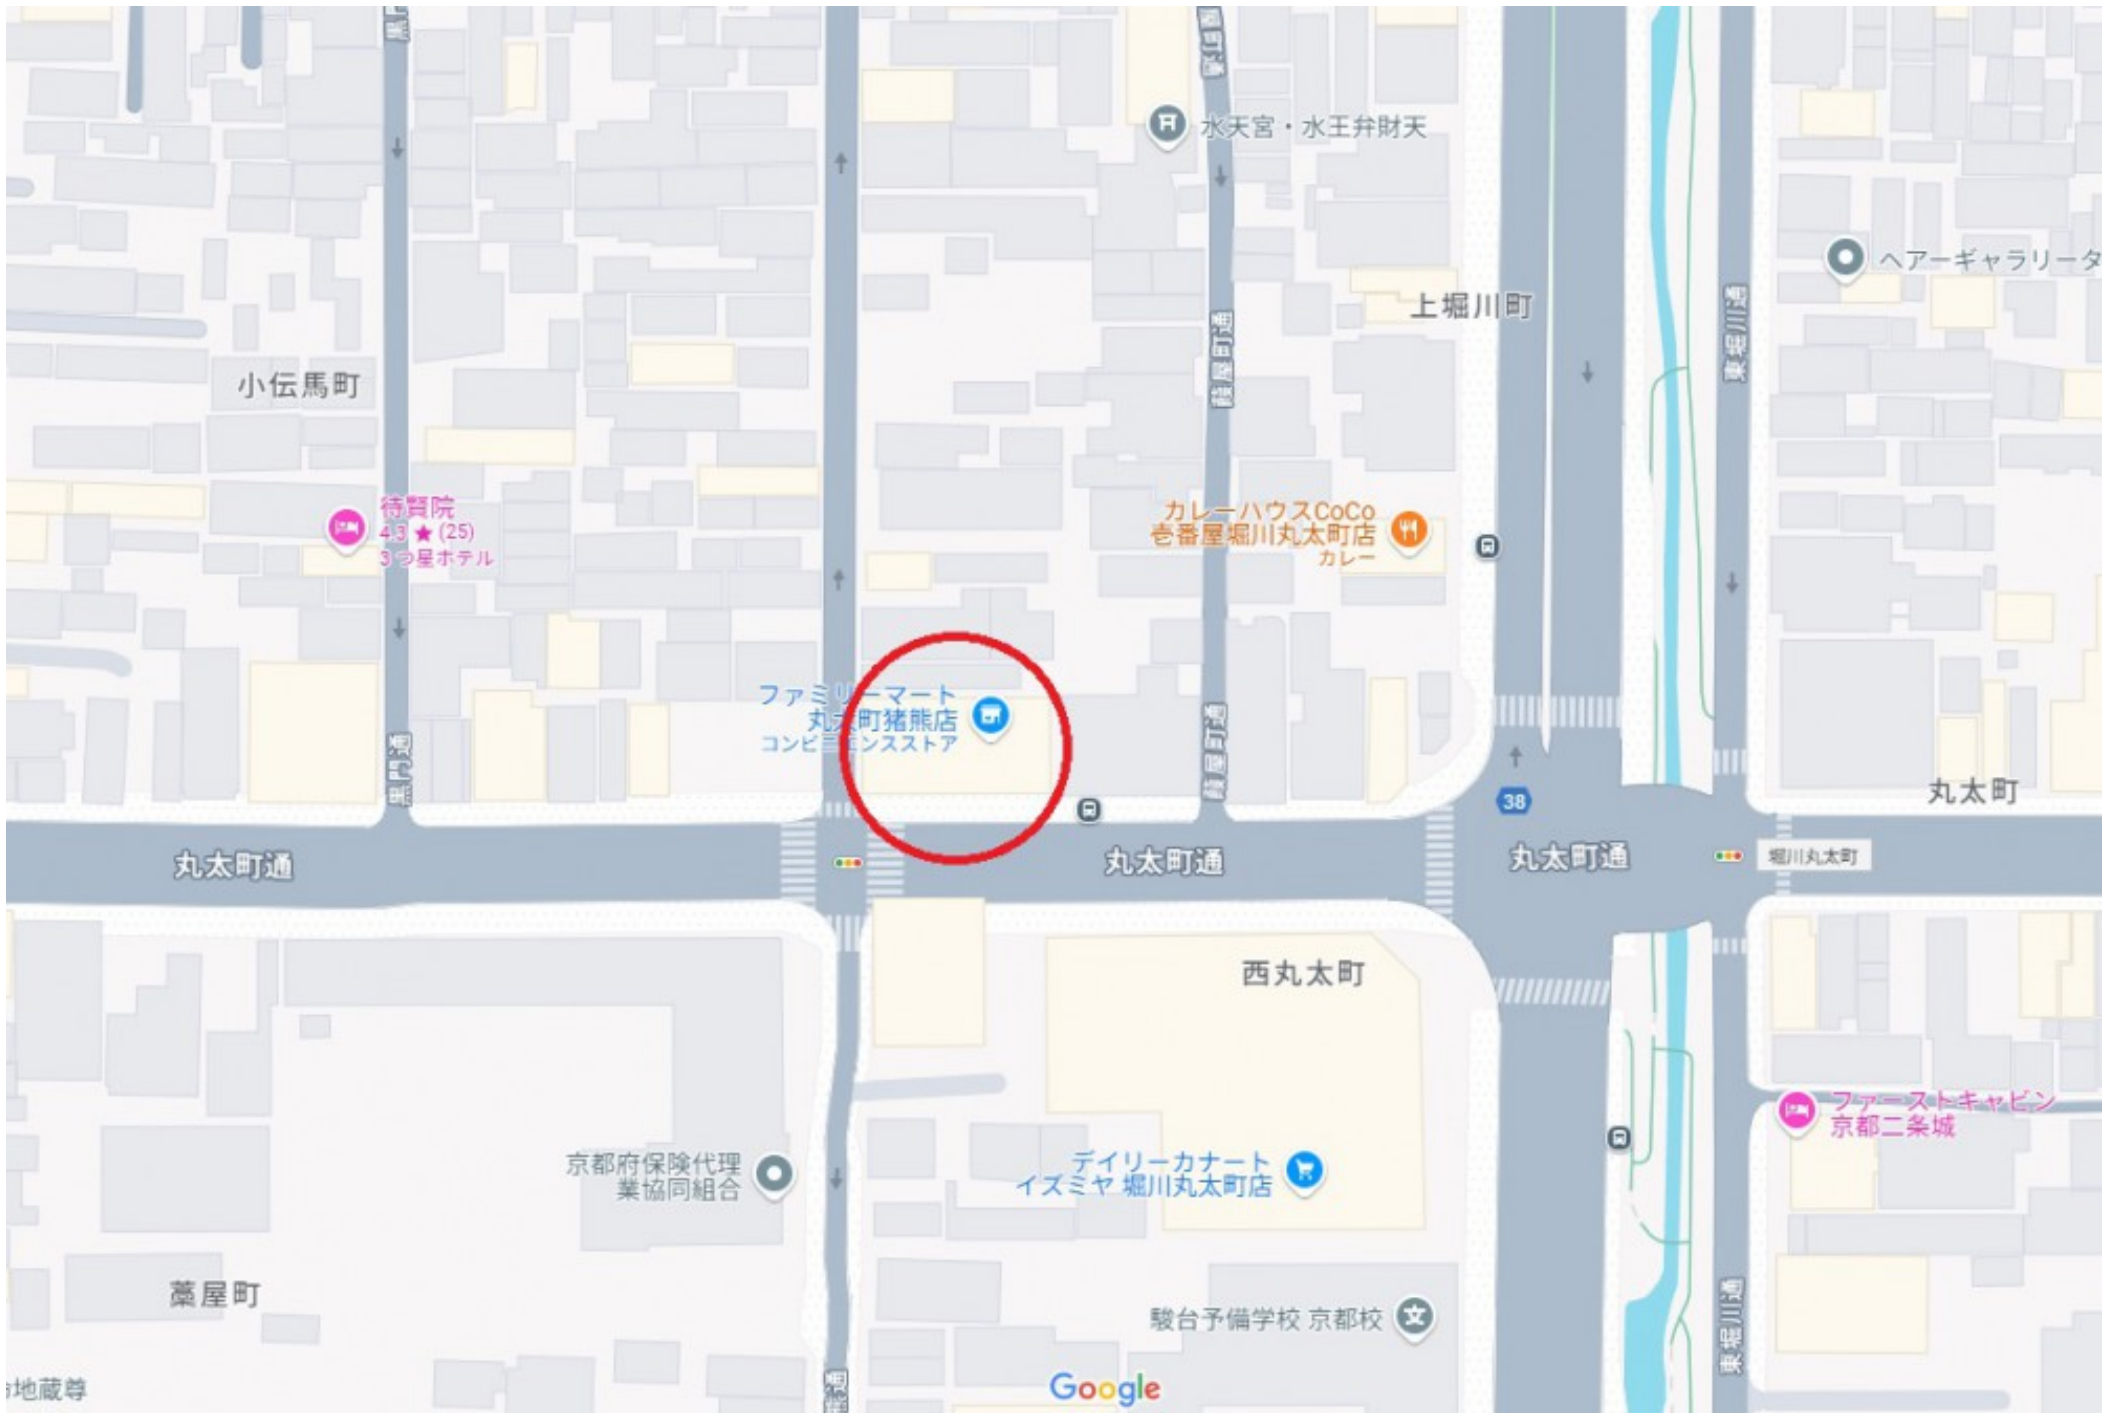 水天宮・水王弁財天
ヘアーギャラリータ
上堀川町
東堀川通
葭屋町通
小伝馬町
待賢院
4.3 ★ (25)
3 つ星ホテル
カレーハウスCoCo
壱番屋堀川丸太町店
カレー
ファミリーマート
丸太町猪熊店
コンビニエンスストア
黒門通
葭屋町通
38
丸太町
丸太町通
丸太町通
丸太町通
堀川丸太町
西丸太町
ファーストキャビン
京都二条城
京都府保険代理
業協同組合
デイリーカナート
イズミヤ 堀川丸太町店
藁屋町
駿台予備学校 京都校
東堀川通
地蔵尊
Google